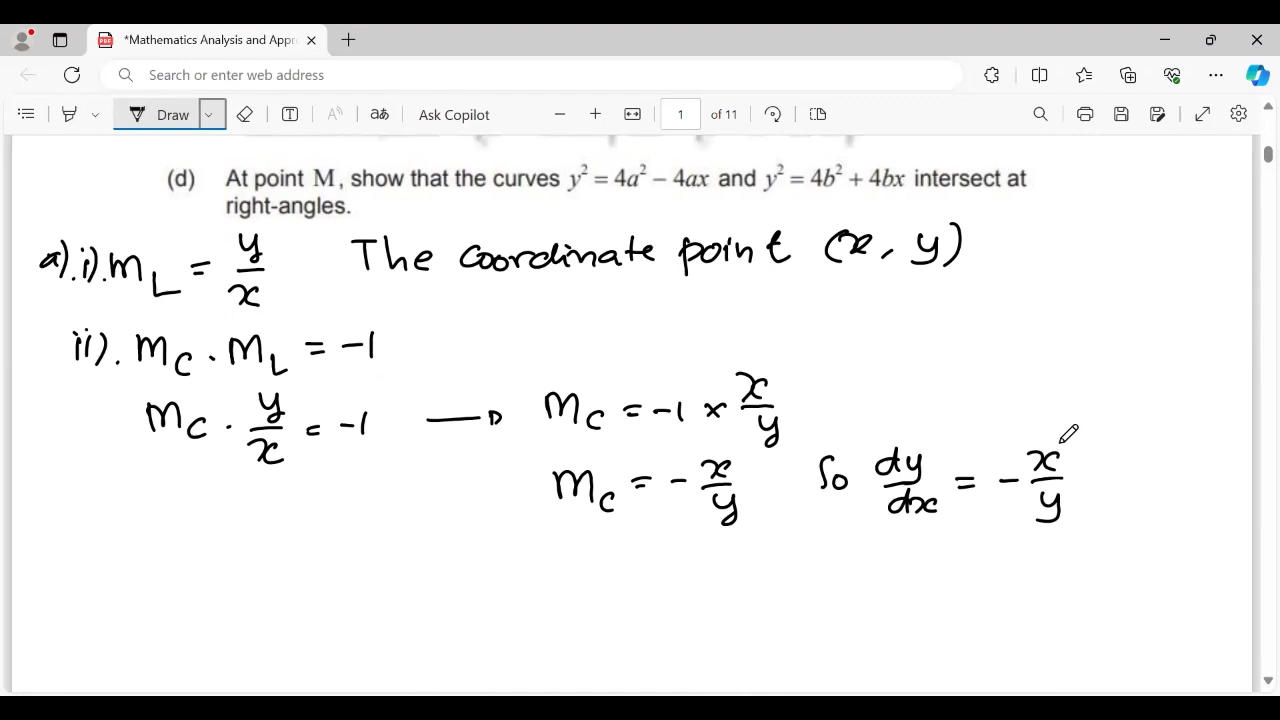 *Mathematics Analysis and Appr
Search or enter web address
Draw
aあ
Ask Copilot
1 of 11
(d) At point M, show that the curves y² = 4a² − 4ax and y² = 4b² + 4bx intersect at
right-angles.
a).i).m_L = y/x The coordinate point (x, y)
ii). m_C · m_L = -1
m_C · y/x = -1 → m_C = -1 × x/y
m_C = - x/y So dy/dx = - x/y